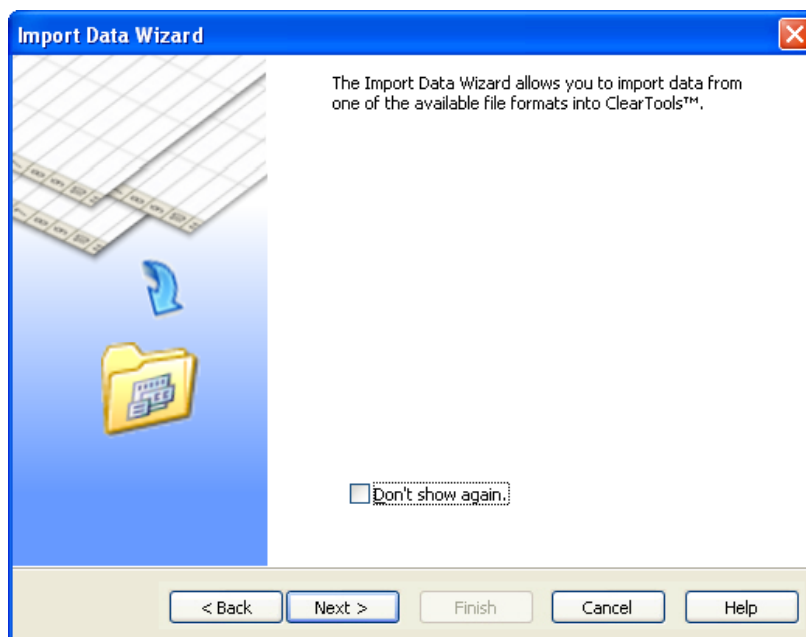 Import Data Wizard
The Import Data Wizard allows you to import data from
one of the available file formats into ClearTools™.
Don't show again.
< Back Next > Finish Cancel Help